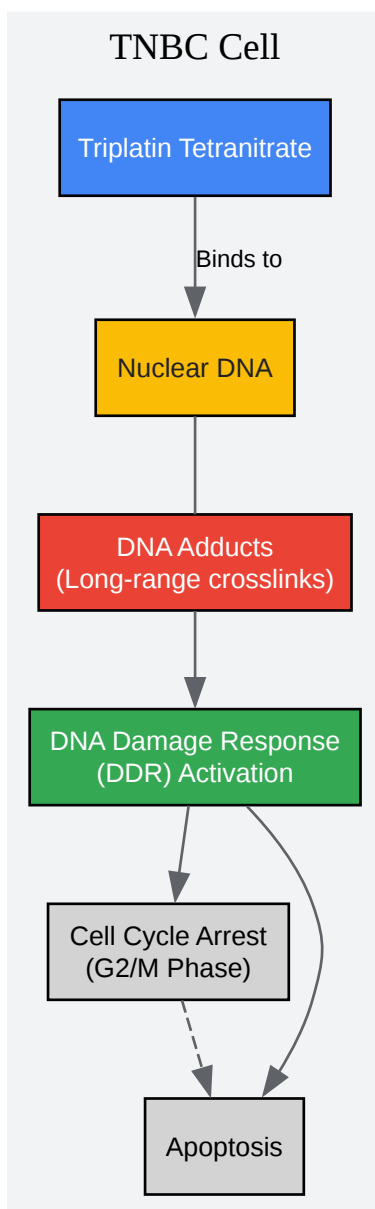 TNBC Cell
Triplatin Tetranitrate
Binds to
Nuclear DNA
DNA Adducts
(Long-range crosslinks)
DNA Damage Response
(DDR) Activation
Cell Cycle Arrest
(G2/M Phase)
Apoptosis